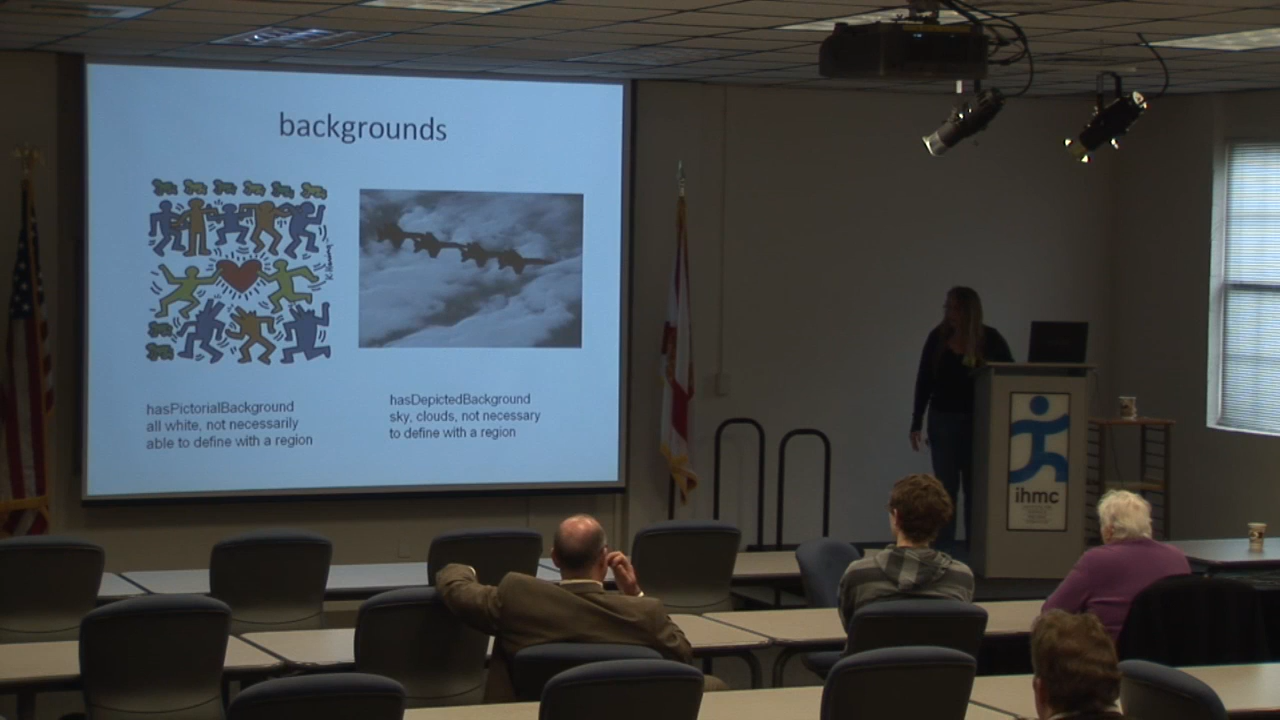 backgrounds
hasPictorialBackground
all white, not necessarily
able to define with a region
hasDepictedBackground
sky, clouds, not necessary
to define with a region
ihmc